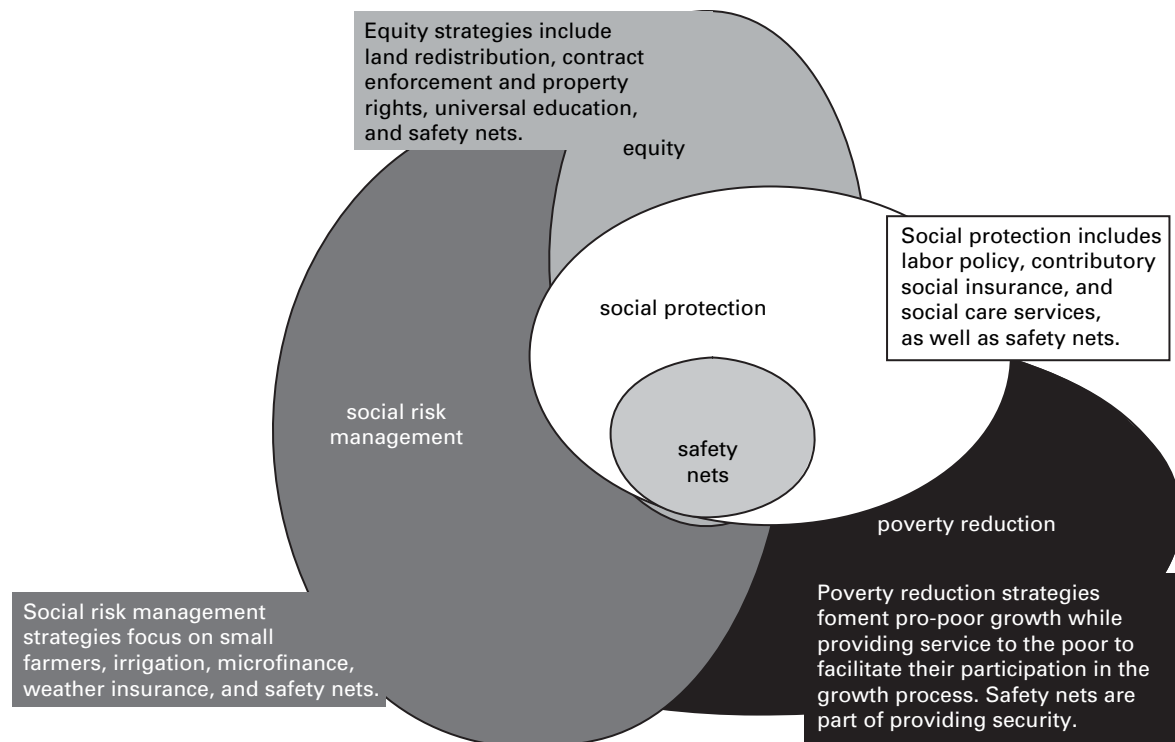 Equity strategies include
land redistribution, contract
enforcement and property
rights, universal education,
and safety nets.
equity
Social protection includes
labor policy, contributory
social insurance, and
social care services,
as well as safety nets.
social protection
social risk
management
safety
nets
poverty reduction
Social risk management
strategies focus on small
farmers, irrigation, microfinance,
weather insurance, and safety nets.
Poverty reduction strategies
foment pro-poor growth while
providing service to the poor to
facilitate their participation in the
growth process. Safety nets are
part of providing security.